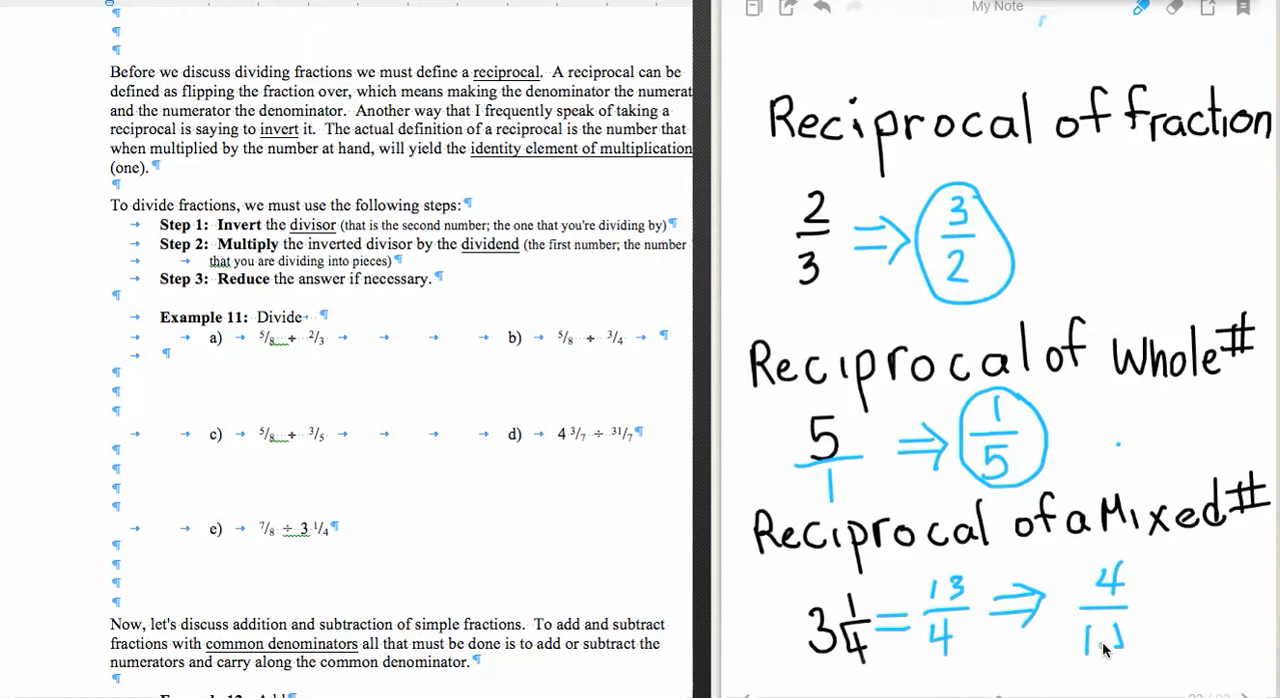 Before we discuss dividing fractions we must define a reciprocal. A reciprocal can be
defined as flipping the fraction over, which means making the denominator the numerat
and the numerator the denominator. Another way that I frequently speak of taking a
reciprocal is saying to invert it. The actual definition of a reciprocal is the number that
when multiplied by the number at hand, will yield the identity element of multiplication
(one).
To divide fractions, we must use the following steps:
Step 1: Invert the divisor (that is the second number; the one that you're dividing by)
Step 2: Multiply the inverted divisor by the dividend (the first number; the number
that you are dividing into pieces)
Step 3: Reduce the answer if necessary.
Example 11: Divide
a) 5/8 ÷ 2/3 b) 5/8 ÷ 3/4
c) 5/8 ÷ 3/5 d) 4 3/7 ÷ 31/7
e) 7/8 ÷ 3 1/4
Now, let's discuss addition and subtraction of simple fractions. To add and subtract
fractions with common denominators all that must be done is to add or subtract the
numerators and carry along the common denominator.
My Note
Reciprocal of fraction
2/3 ⇒ 3/2
Reciprocal of Whole #
5/1 ⇒ 1/5
Reciprocal of a Mixed #
3 1/4 = 13/4 ⇒ 4